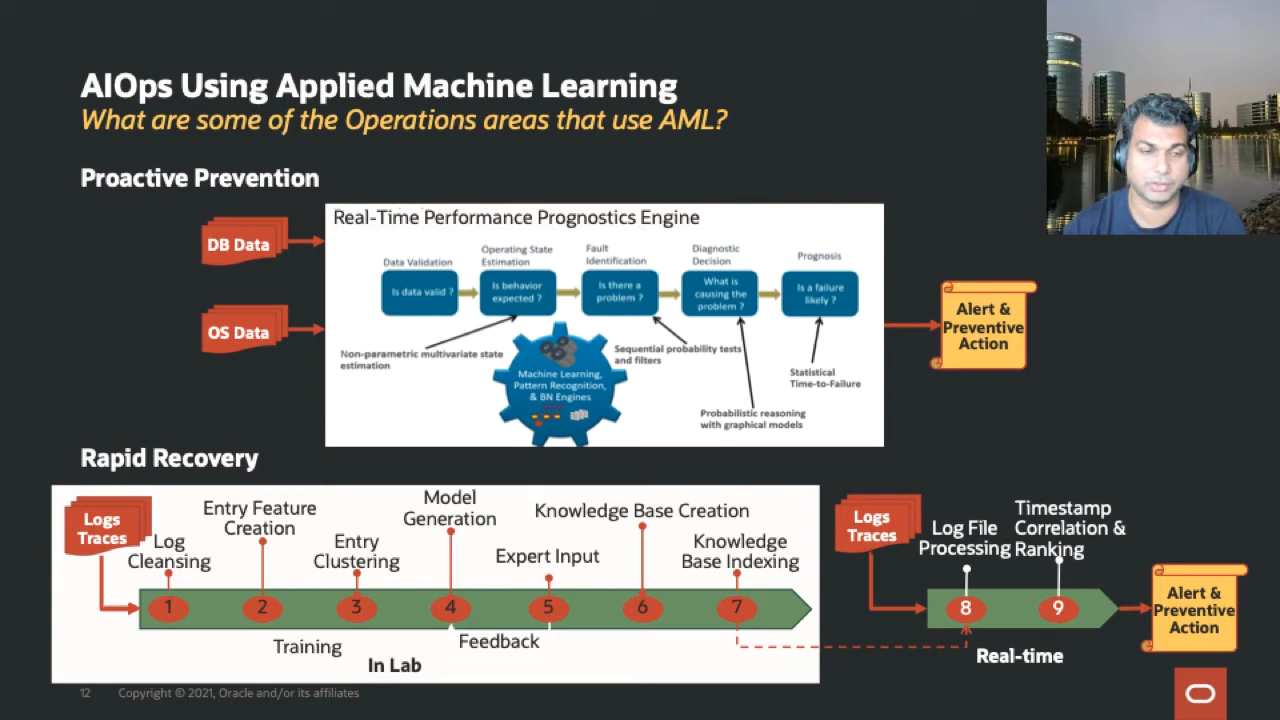 AIOps Using Applied Machine Learning
What are some of the Operations areas that use AML?
Proactive Prevention
DB Data
OS Data
Real-Time Performance Prognostics Engine
Data Validation
Operating State
Estimation
Fault
Identification
Diagnostic
Decision
Prognosis
Is data valid ?
Is behavior
expected ?
Is there a
problem ?
What is
causing the
problem ?
Is a failure
likely ?
Non-parametric multivariate state
estimation
Machine Learning,
Pattern Recognition,
& BN Engines
Sequential probability tests
and filters
Probabilistic reasoning
with graphical models
Statistical
Time-to-Failure
Alert &
Preventive
Action
Rapid Recovery
Logs
Traces
Log
Cleansing
Entry Feature
Creation
Entry
Clustering
Model
Generation
Expert Input
Knowledge Base Creation
Knowledge
Base Indexing
1
2
3
4
5
6
7
Training
Feedback
In Lab
Logs
Traces
Log File
Processing
Timestamp
Correlation &
Ranking
8
9
Real-time
Alert &
Preventive
Action
12
Copyright © 2021, Oracle and/or its affiliates